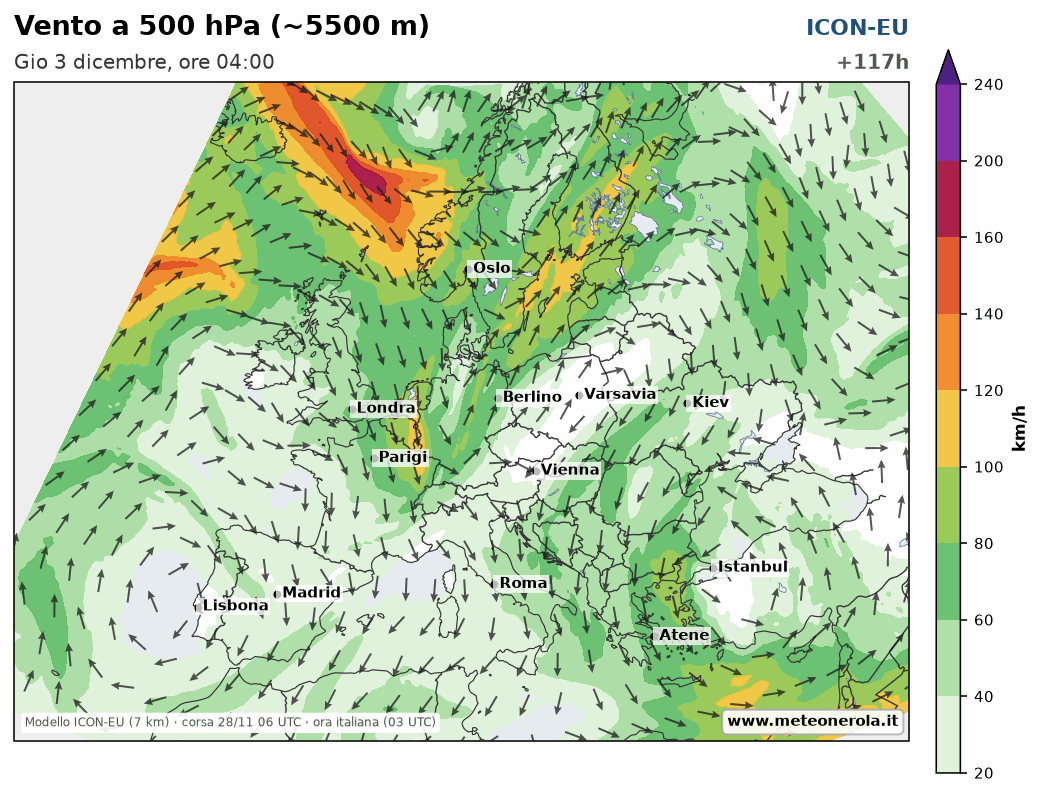 Vento a 500 hPa (~5500 m)
ICON-EU
Gio 3 dicembre, ore 04:00
+117h
240
200
160
140
120
100
80
60
40
20
km/h
Oslo
Londra
Berlino
Varsavia
Kiev
Parigi
Vienna
Istanbul
Roma
Madrid
Lisbona
Atene
Modello ICON-EU (7 km) · corsa 28/11 06 UTC · ora italiana (03 UTC)
www.meteonerola.it